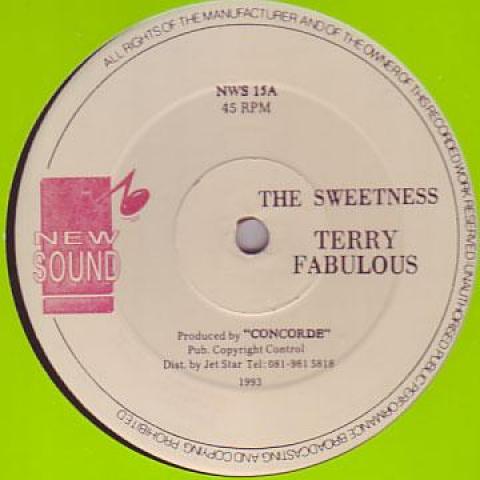 ALL RIGHTS OF THE MANUFACTURER AND OF THE OWNER OF THIS RECORDED WORK RESERVED UNAUTHORISED PUBLIC PERFORMANCE BROADCASTING AND COPYING PROHIBITED
NWS 15A
45 RPM
NEW
SOUND
THE SWEETNESS
TERRY
FABULOUS
Produced by "CONCORDE"
Pub. Copyright Control
Dist. by Jet Star Tel: 081-961 5818
1993